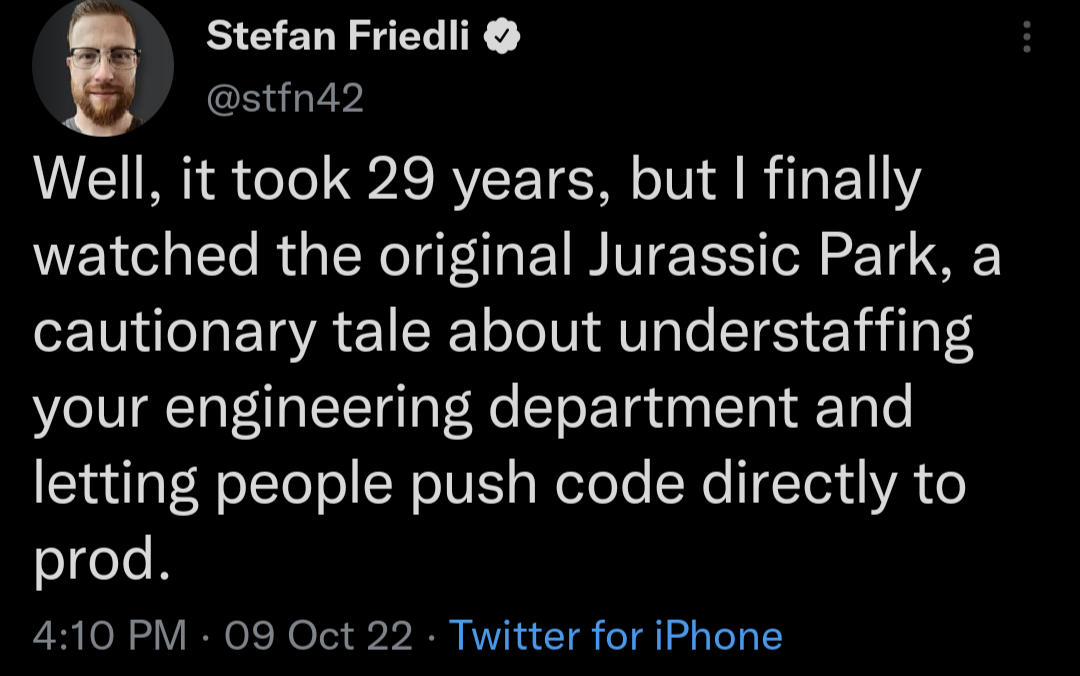 Stefan Friedli
@stfn42
Well, it took 29 years, but I finally
watched the original Jurassic Park, a
cautionary tale about understaffing
your engineering department and
letting people push code directly to
prod.
4:10 PM · 09 Oct 22 · Twitter for iPhone